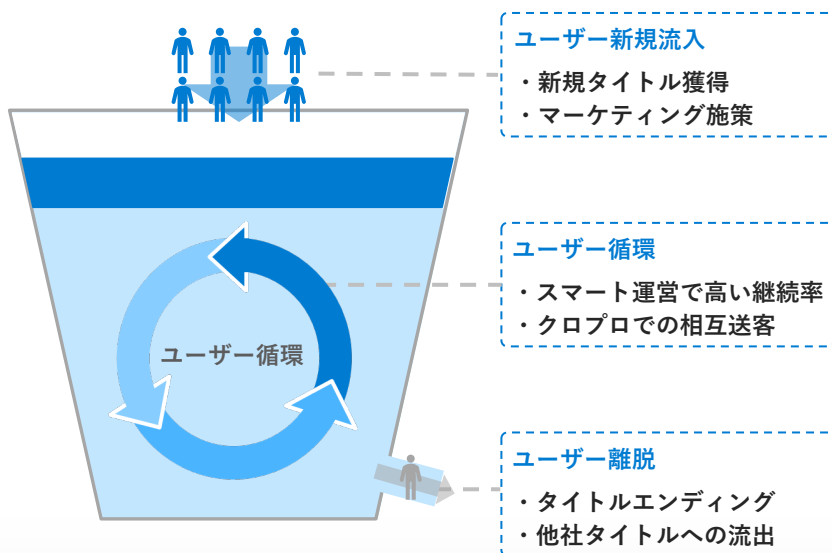 ユーザー新規流入
・新規タイトル獲得
・マーケティング施策
ユーザー循環
・スマート運営で高い継続率
・クロプロでの相互送客
ユーザー循環
ユーザー離脱
・タイトルエンディング
・他社タイトルへの流出